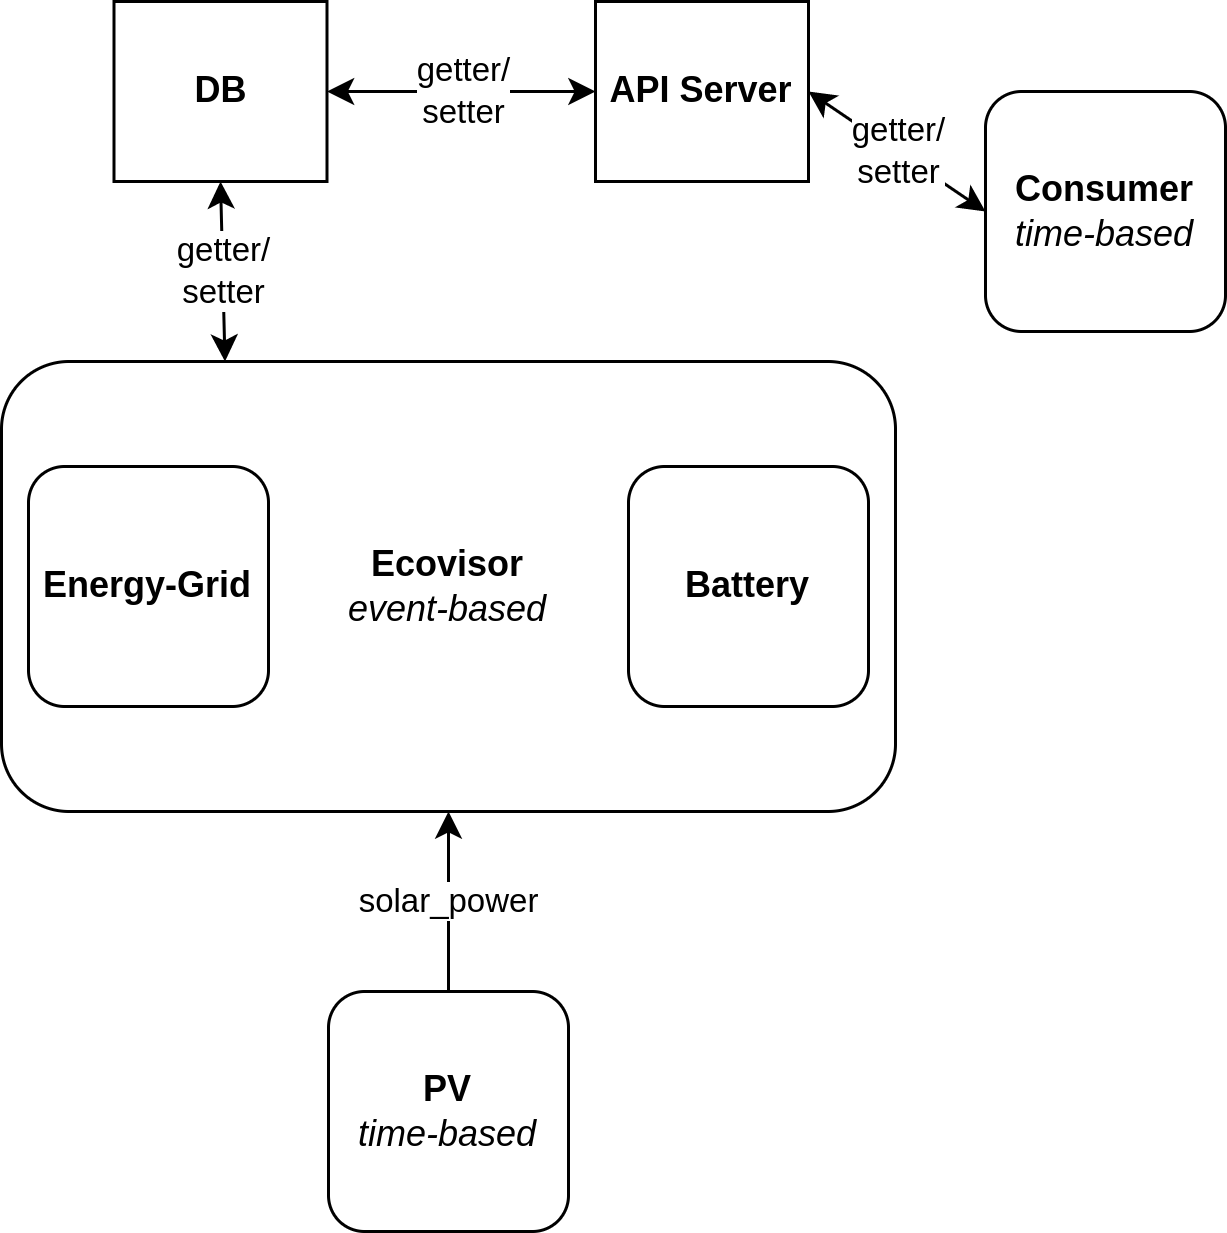 DB
getter/
setter
API Server
getter/
setter
Consumer
time-based
getter/
setter
Energy-Grid
Ecovisor
event-based
Battery
solar_power
PV
time-based